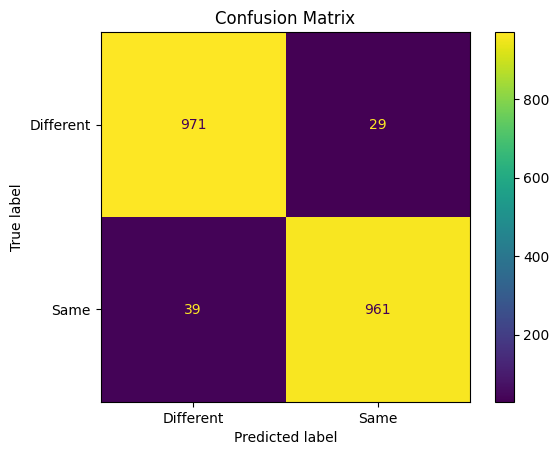 Confusion Matrix
True label
Different
971
29
Same
39
961
Different
Same
Predicted label
800
600
400
200